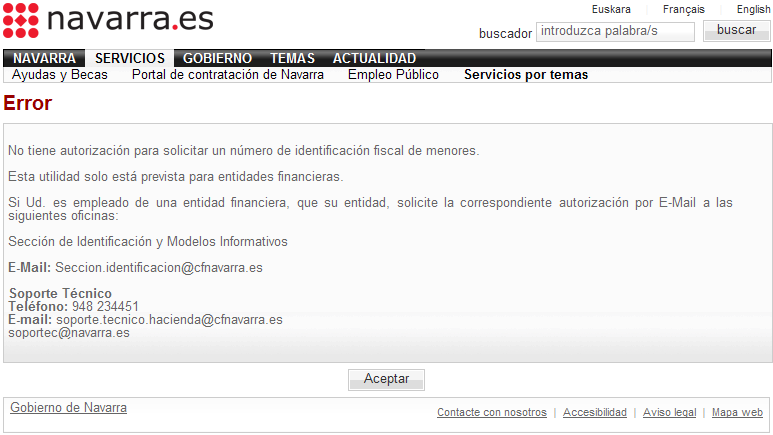 navarra.es
Euskara | Français | English
buscador introduzca palabra/s buscar
NAVARRA SERVICIOS GOBIERNO TEMAS ACTUALIDAD
Ayudas y Becas Portal de contratación de Navarra Empleo Público Servicios por temas
Error
No tiene autorización para solicitar un número de identificación fiscal de menores.
Esta utilidad solo está prevista para entidades financieras.
Si Ud. es empleado de una entidad financiera, que su entidad, solicite la correspondiente autorización por E-Mail a las
siguientes oficinas:
Sección de Identificación y Modelos Informativos
E-Mail: Seccion.identificacion@cfnavarra.es
Soporte Técnico
Teléfono: 948 234451
E-mail: soporte.tecnico.hacienda@cfnavarra.es
soportec@navarra.es
Aceptar
Gobierno de Navarra
Contacte con nosotros | Accesibilidad | Aviso legal | Mapa web